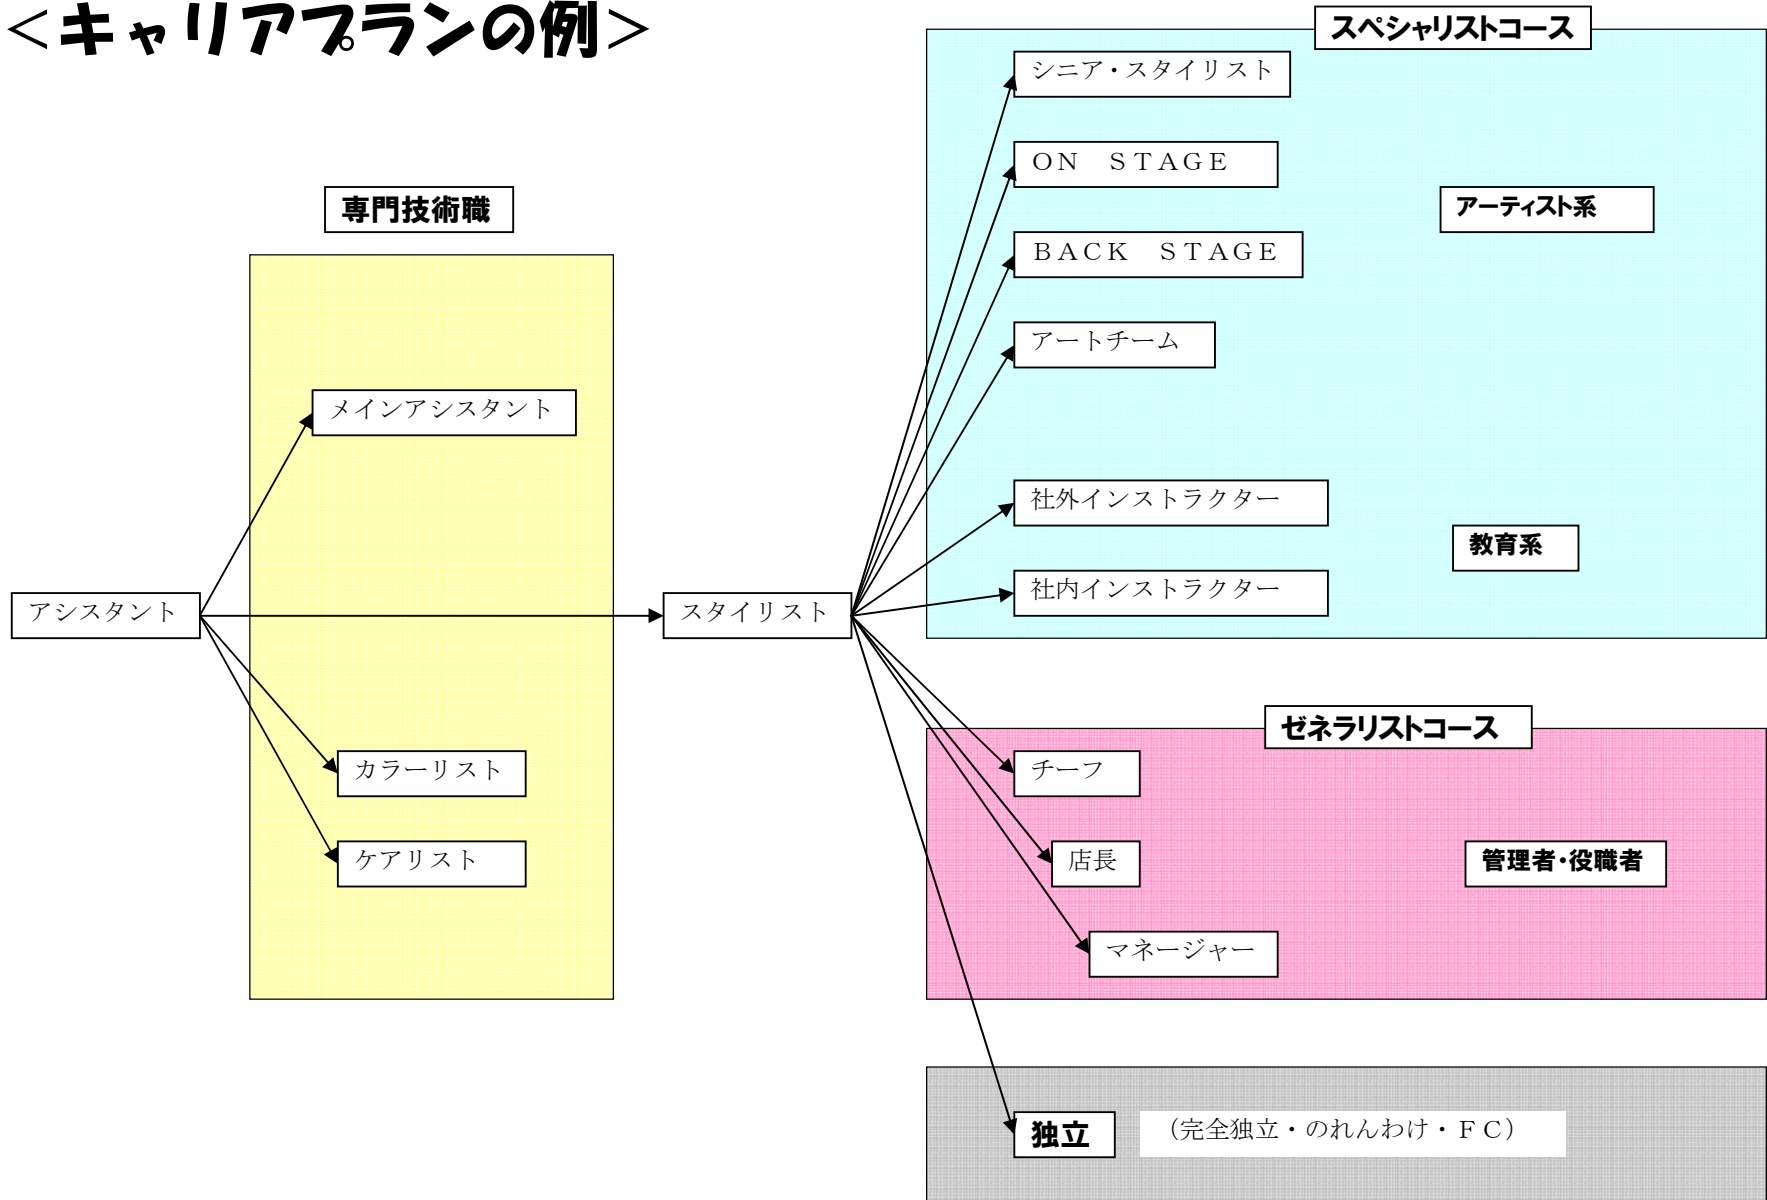 ＜キャリアプランの例＞
スペシャリストコース
シニア・スタイリスト
ＯＮ　ＳＴＡＧＥ
専門技術職
アーティスト系
ＢＡＣＫ　ＳＴＡＧＥ
アートチーム
メインアシスタント
社外インストラクター
教育系
社内インストラクター
アシスタント
スタイリスト
ゼネラリストコース
カラーリスト
チーフ
ケアリスト
店長
管理者・役職者
マネージャー
独立
（完全独立・のれんわけ・ＦＣ）